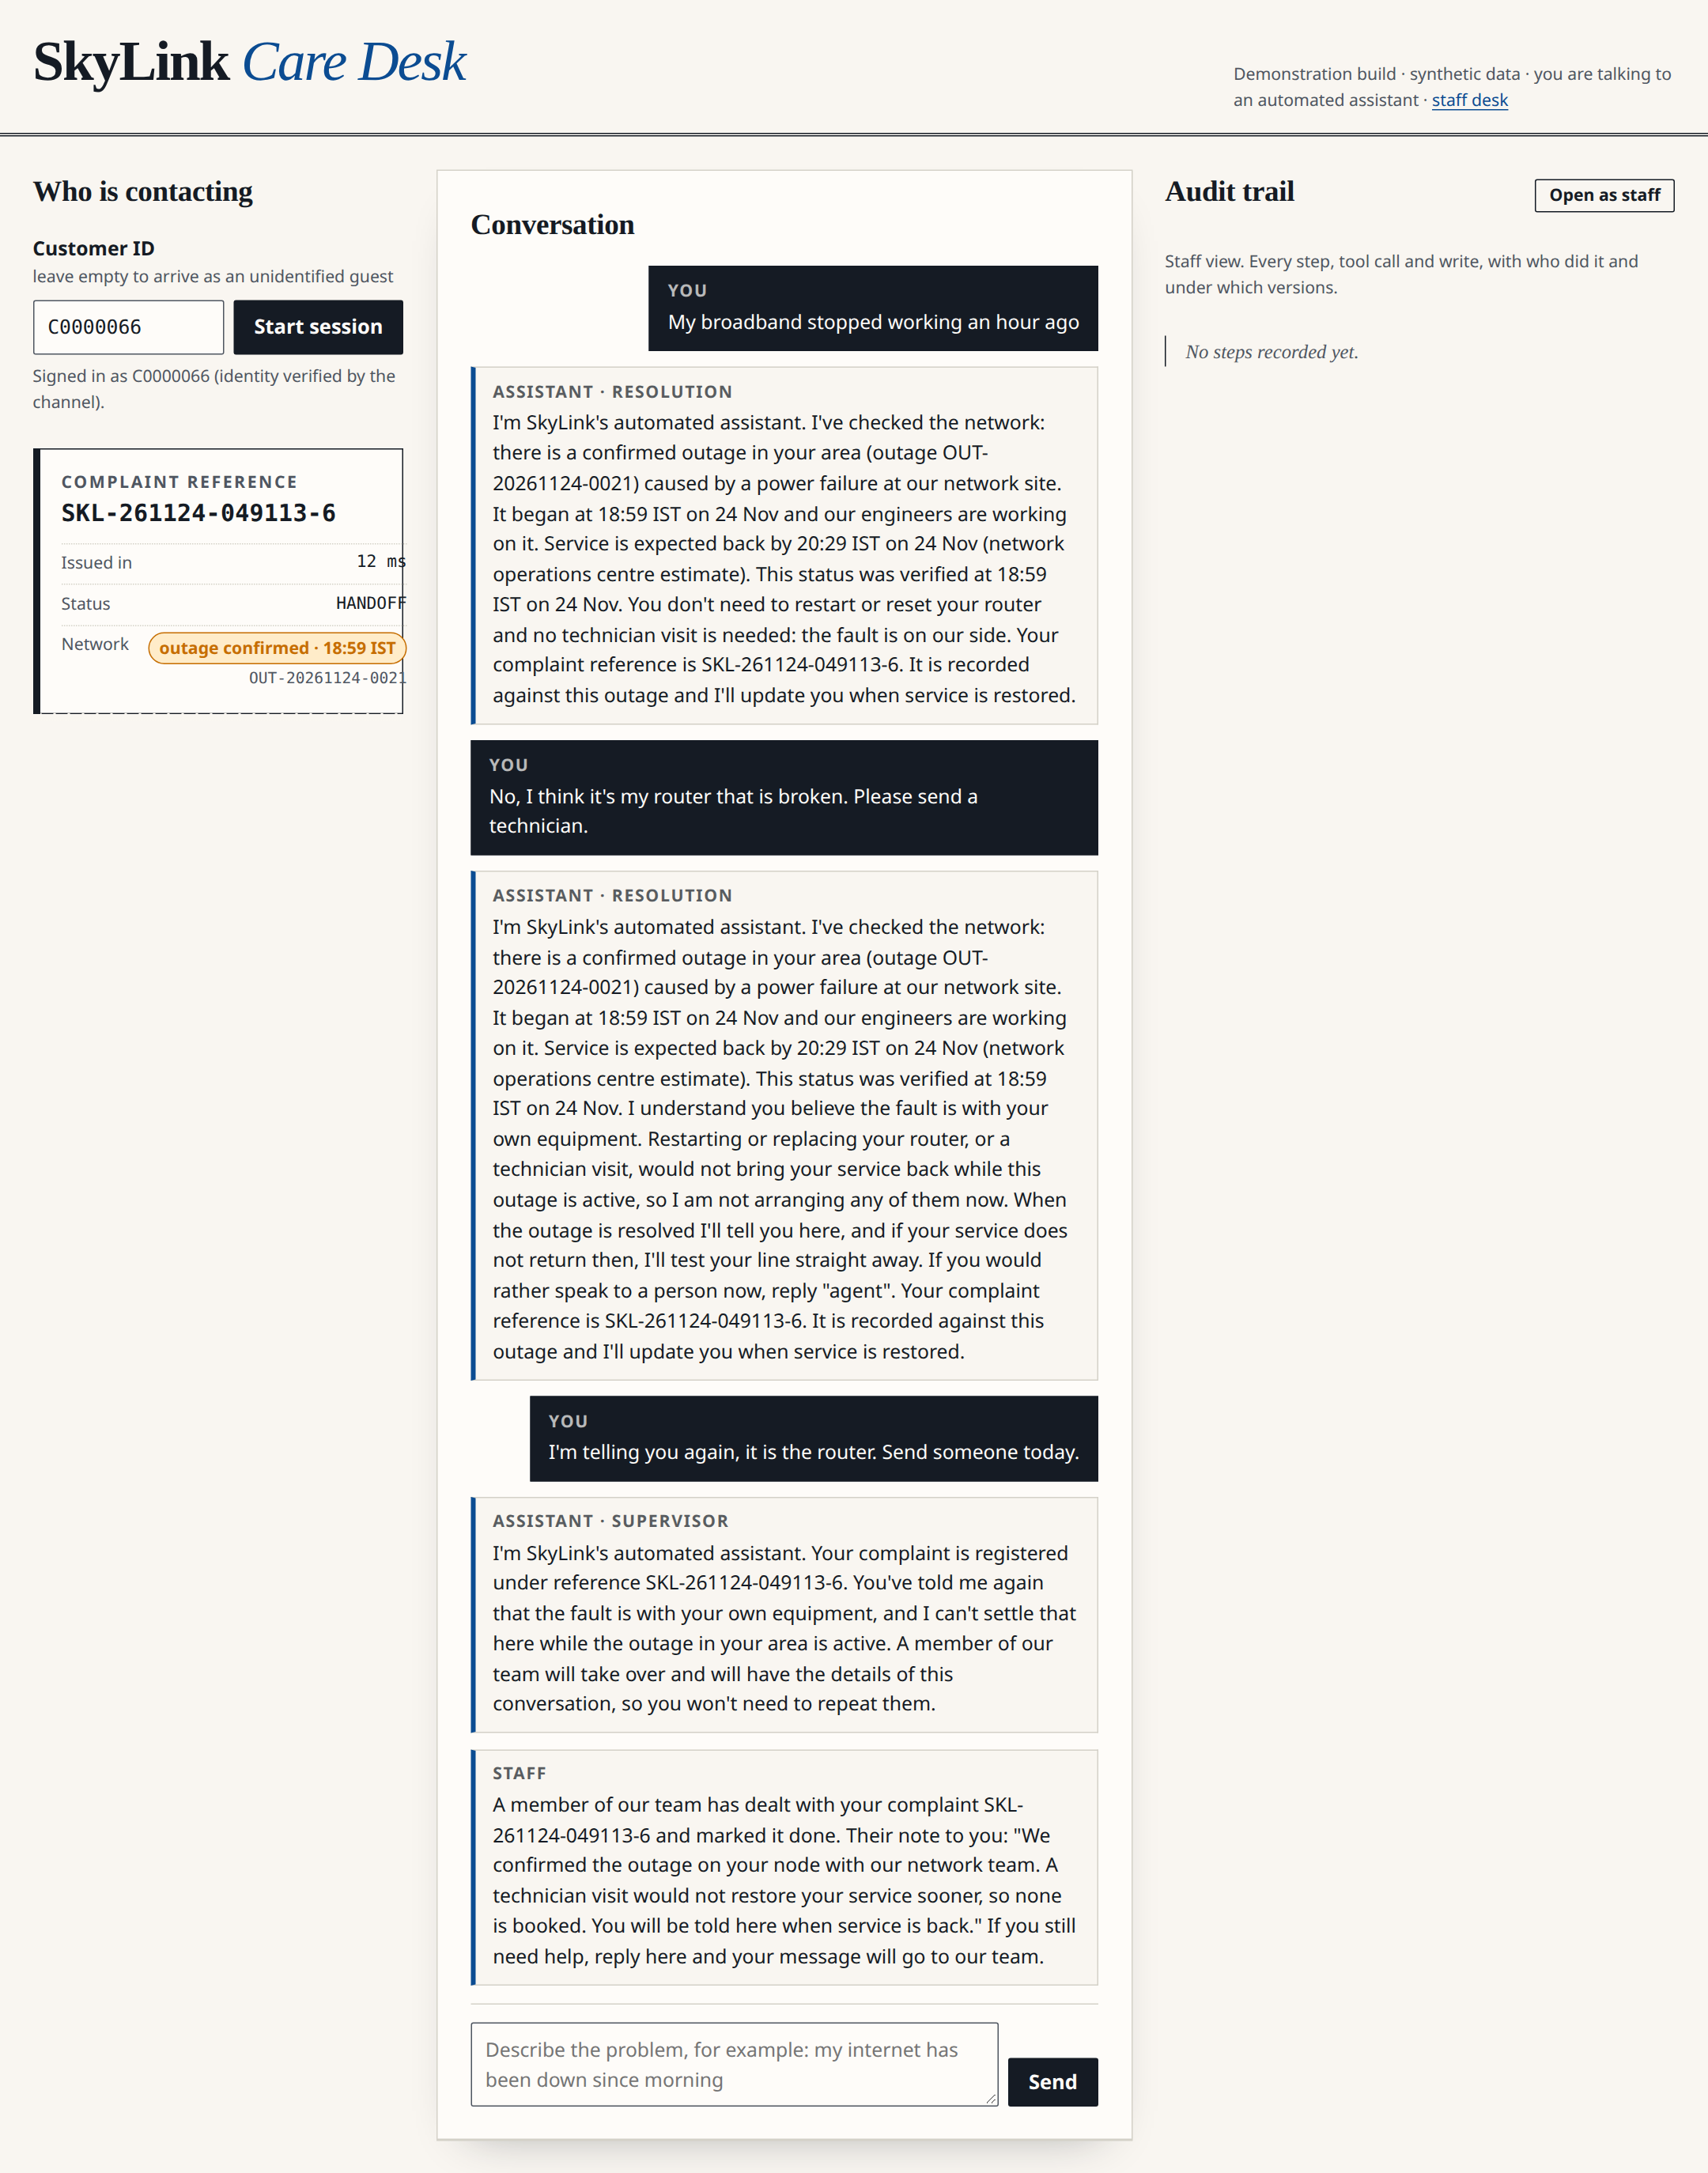 SkyLink Care Desk
Demonstration build · synthetic data · you are talking to
an automated assistant · staff desk
Who is contacting
Customer ID
leave empty to arrive as an unidentified guest
C0000066
Start session
Signed in as C0000066 (identity verified by the
channel).
COMPLAINT REFERENCE
SKL-261124-049113-6
Issued in 12 ms
Status HANDOFF
Network outage confirmed · 18:59 IST
OUT-20261124-0021
Conversation
YOU
My broadband stopped working an hour ago
ASSISTANT · RESOLUTION
I'm SkyLink's automated assistant. I've checked the network:
there is a confirmed outage in your area (outage OUT-
20261124-0021) caused by a power failure at our network site.
It began at 18:59 IST on 24 Nov and our engineers are working
on it. Service is expected back by 20:29 IST on 24 Nov (network
operations centre estimate). This status was verified at 18:59
IST on 24 Nov. You don't need to restart or reset your router
and no technician visit is needed: the fault is on our side. Your
complaint reference is SKL-261124-049113-6. It is recorded
against this outage and I'll update you when service is restored.
YOU
No, I think it's my router that is broken. Please send a
technician.
ASSISTANT · RESOLUTION
I'm SkyLink's automated assistant. I've checked the network:
there is a confirmed outage in your area (outage OUT-
20261124-0021) caused by a power failure at our network site.
It began at 18:59 IST on 24 Nov and our engineers are working
on it. Service is expected back by 20:29 IST on 24 Nov (network
operations centre estimate). This status was verified at 18:59
IST on 24 Nov. I understand you believe the fault is with your
own equipment. Restarting or replacing your router, or a
technician visit, would not bring your service back while this
outage is active, so I am not arranging any of them now. When
the outage is resolved I'll tell you here, and if your service does
not return then, I'll test your line straight away. If you would
rather speak to a person now, reply "agent". Your complaint
reference is SKL-261124-049113-6. It is recorded against this
outage and I'll update you when service is restored.
YOU
I'm telling you again, it is the router. Send someone today.
ASSISTANT · SUPERVISOR
I'm SkyLink's automated assistant. Your complaint is registered
under reference SKL-261124-049113-6. You've told me again
that the fault is with your own equipment, and I can't settle that
here while the outage in your area is active. A member of our
team will take over and will have the details of this
conversation, so you won't need to repeat them.
STAFF
A member of our team has dealt with your complaint SKL-
261124-049113-6 and marked it done. Their note to you: "We
confirmed the outage on your node with our network team. A
technician visit would not restore your service sooner, so none
is booked. You will be told here when service is back." If you still
need help, reply here and your message will go to our team.
Describe the problem, for example: my internet has
been down since morning
Send
Audit trail
Open as staff
Staff view. Every step, tool call and write, with who did it and
under which versions.
No steps recorded yet.